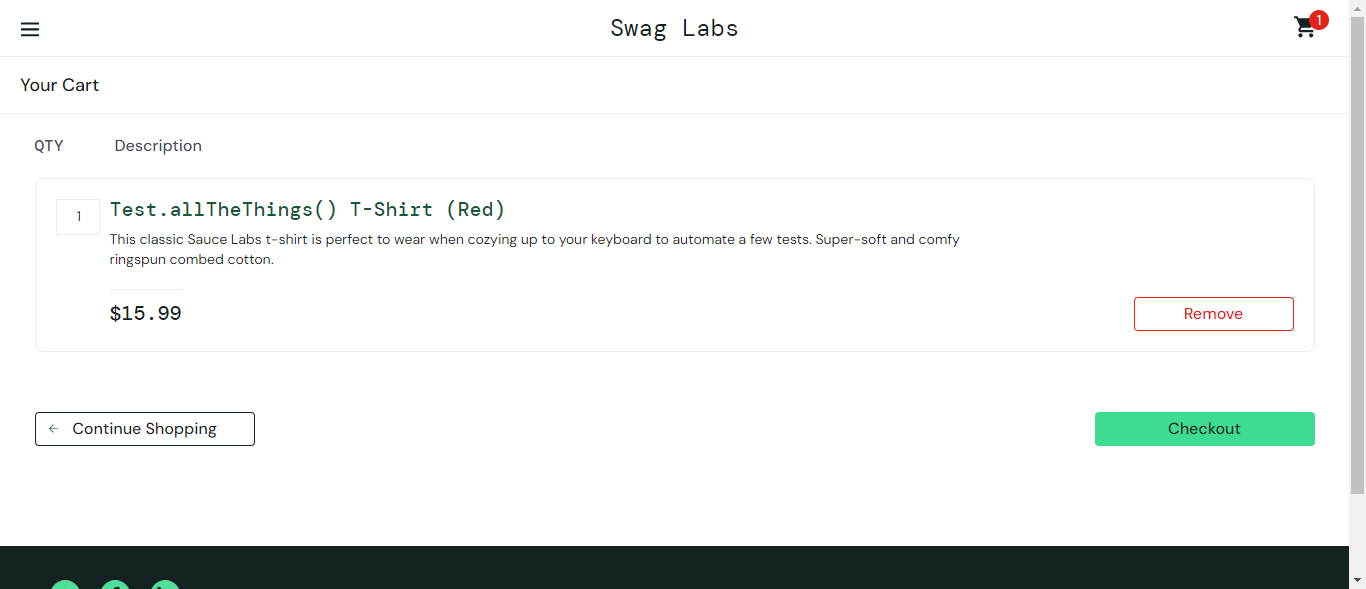 Swag Labs
1
Your Cart
QTY Description
1
Test.allTheThings() T-Shirt (Red)
This classic Sauce Labs t-shirt is perfect to wear when cozying up to your keyboard to automate a few tests. Super-soft and comfy
ringspun combed cotton.
$15.99
Remove
Continue Shopping
Checkout